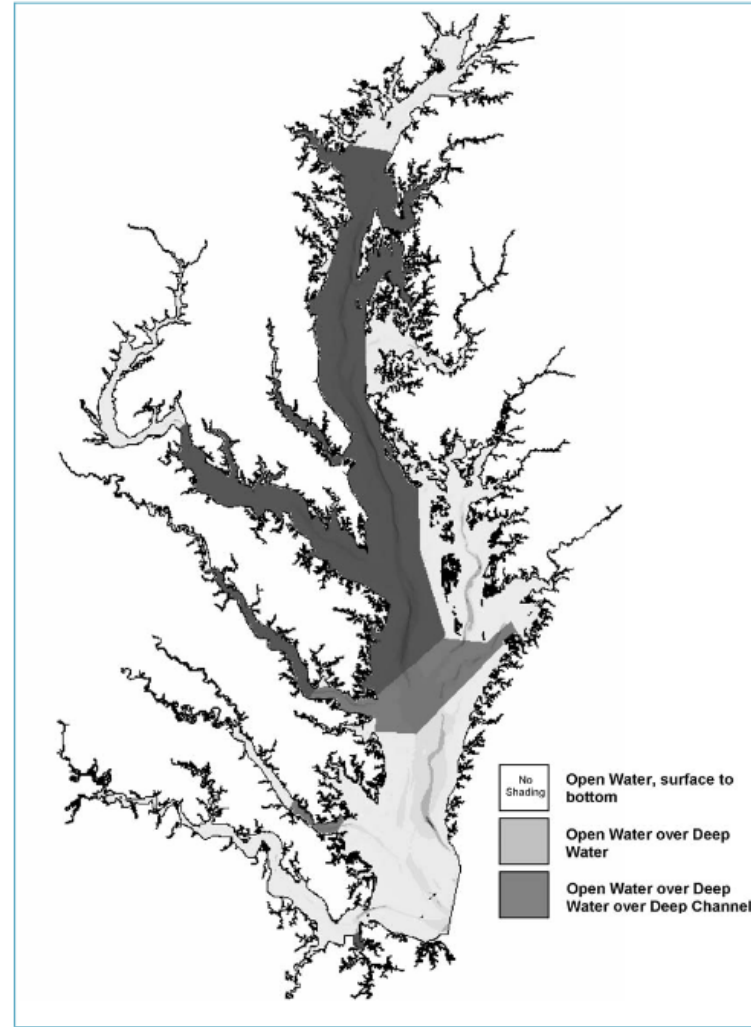 No
Shading
Open Water, surface to
bottom
Open Water over Deep
Water
Open Water over Deep
Water over Deep Channel